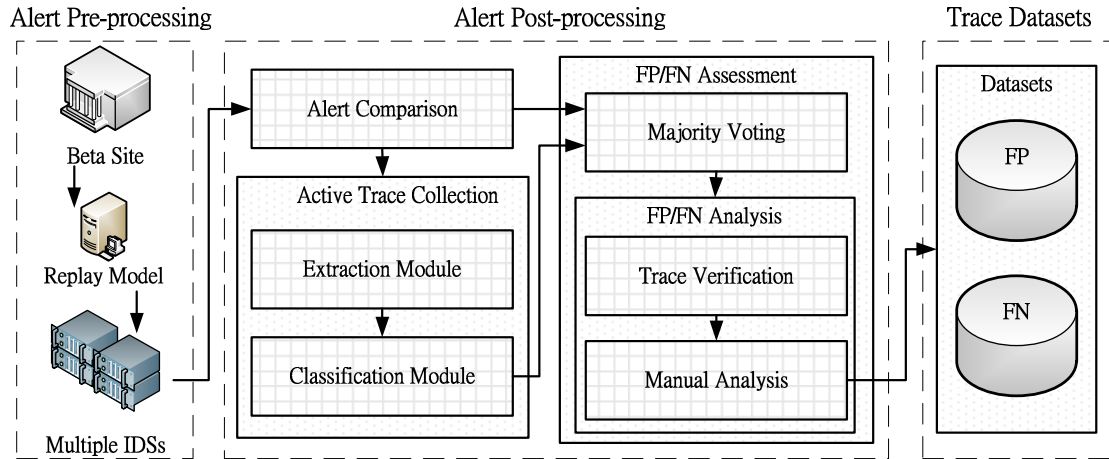 Alert Pre-processing
Beta Site
Replay Model
Multiple IDSs
Alert Post-processing
Alert Comparison
Active Trace Collection
Extraction Module
Classification Module
FP/FN Assessment
Majority Voting
FP/FN Analysis
Trace Verification
Manual Analysis
Trace Datasets
Datasets
FP
FN